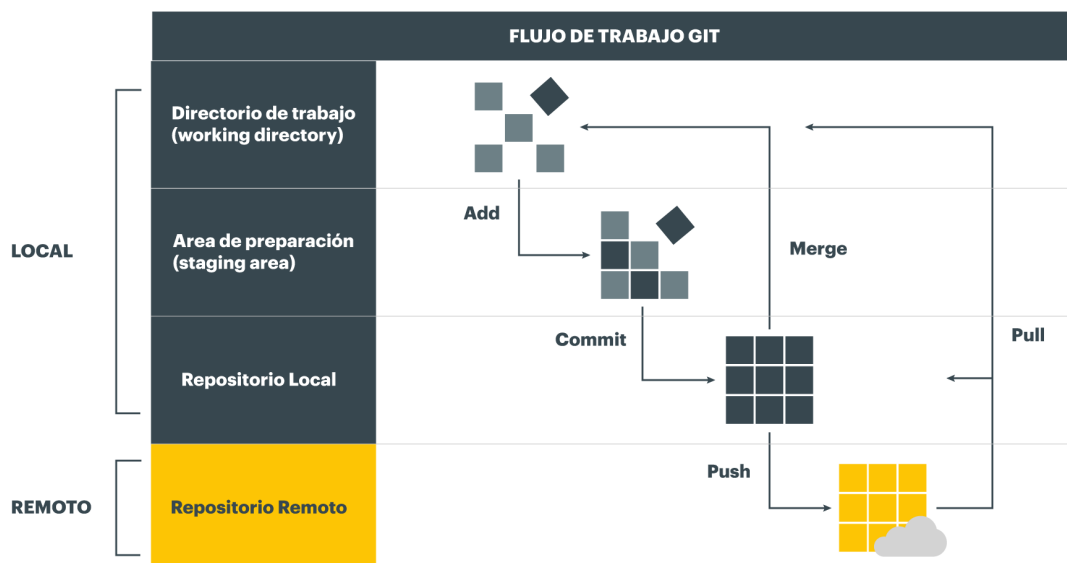 FLUJO DE TRABAJO GIT
Directorio de trabajo
(working directory)
Add
LOCAL
Area de preparación
(staging area)
Merge
Commit
Pull
Repositorio Local
Push
REMOTO
Repositorio Remoto